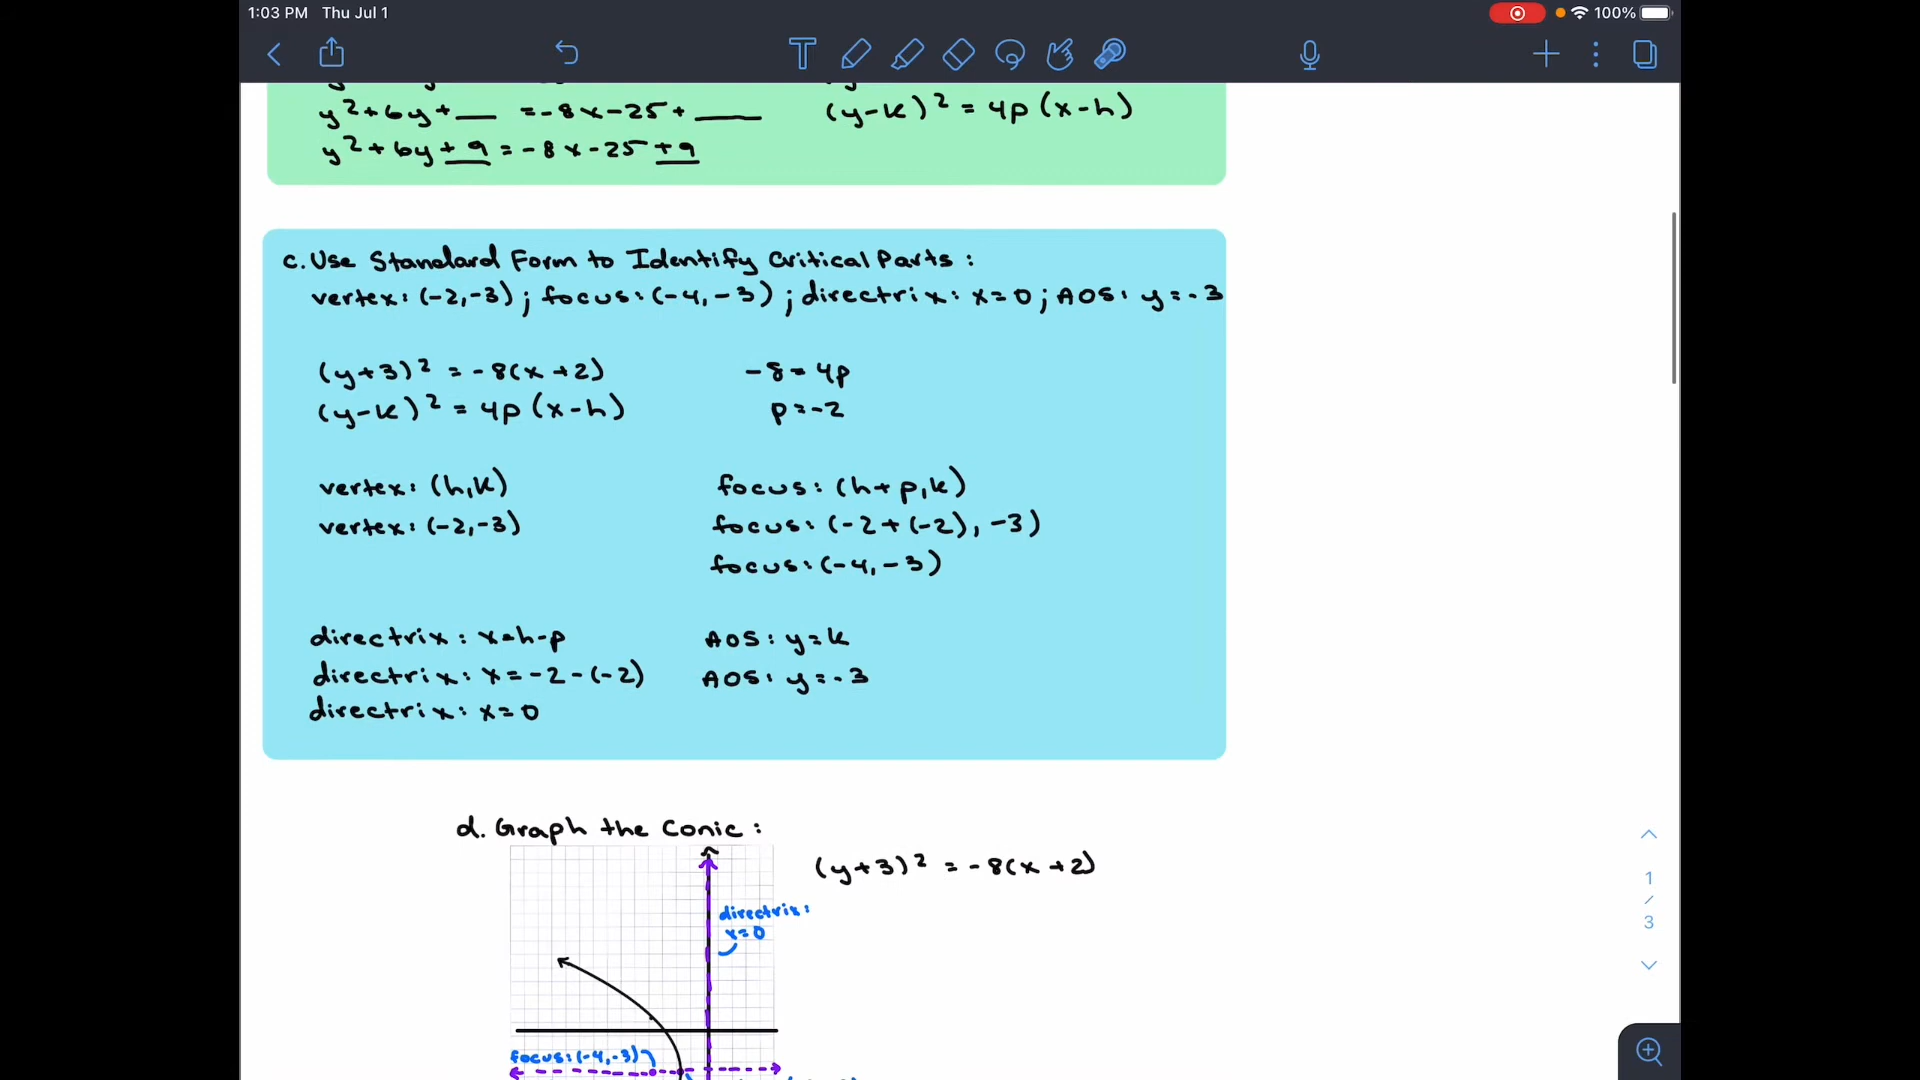 1:03 PM Thu Jul 1
100%
y²+6y+__ =-8x-25+___
(y-k)²=4p(x-h)
y²+6y+9=-8x-25+9
c. Use Standard Form to Identify Critical Parts:
vertex: (-2,-3); focus: (-4,-3); directrix: x=0; AOS: y=-3
(y+3)²=-8(x+2)
-8=4p
(y-k)²=4p(x-h)
p=-2
vertex: (h,k)
focus: (h+p,k)
vertex: (-2,-3)
focus: (-2+(-2),-3)
focus: (-4,-3)
directrix: x=h-p
AOS: y=k
directrix: x=-2-(-2)
AOS: y=-3
directrix: x=0
d. Graph the Conic:
(y+3)²=-8(x+2)
directrix:
x=0
focus: (-4,-3)
1
/
3